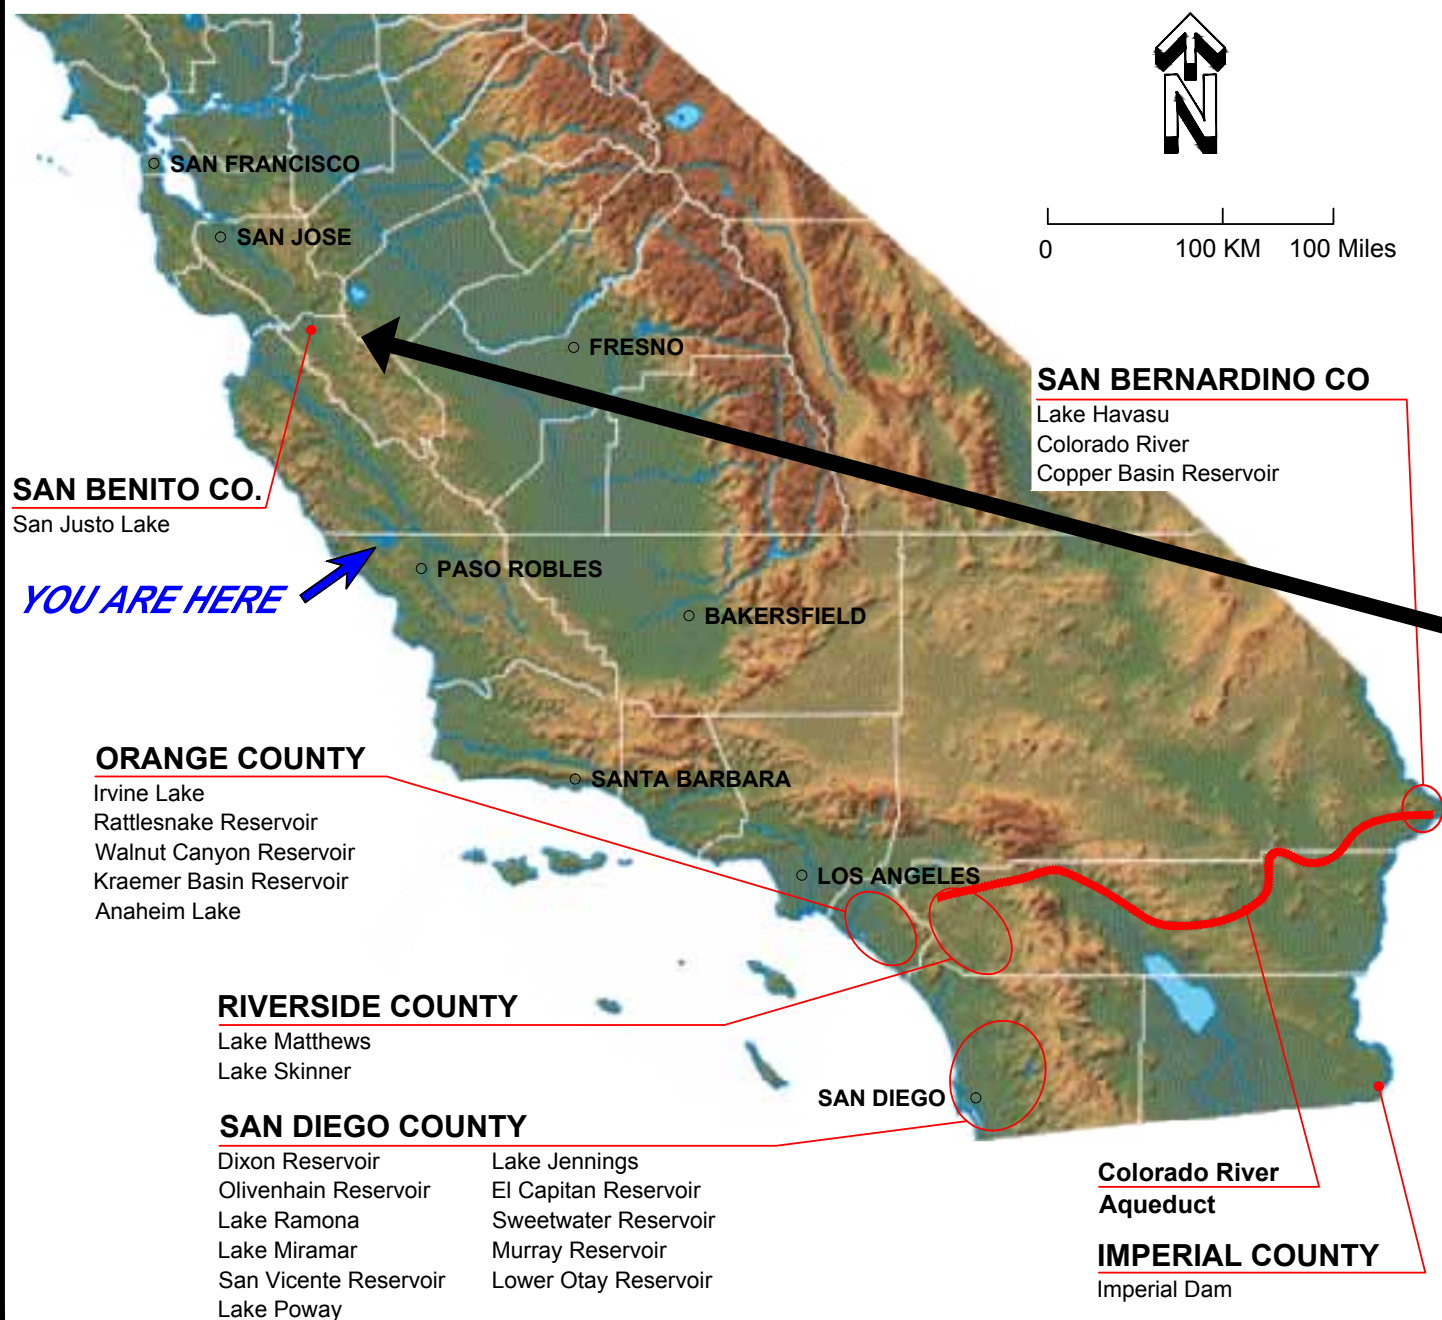 N
0 100 KM 100 Miles
SAN FRANCISCO
SAN JOSE
FRESNO
SAN BERNARDINO CO
Lake Havasu
Colorado River
Copper Basin Reservoir
SAN BENITO CO.
San Justo Lake
YOU ARE HERE
PASO ROBLES
BAKERSFIELD
ORANGE COUNTY
Irvine Lake
Rattlesnake Reservoir
Walnut Canyon Reservoir
Kraemer Basin Reservoir
Anaheim Lake
SANTA BARBARA
LOS ANGELES
RIVERSIDE COUNTY
Lake Matthews
Lake Skinner
SAN DIEGO
SAN DIEGO COUNTY
Dixon Reservoir
Olivenhain Reservoir
Lake Ramona
Lake Miramar
San Vicente Reservoir
Lake Poway
Lake Jennings
El Capitan Reservoir
Sweetwater Reservoir
Murray Reservoir
Lower Otay Reservoir
Colorado River
Aqueduct
IMPERIAL COUNTY
Imperial Dam